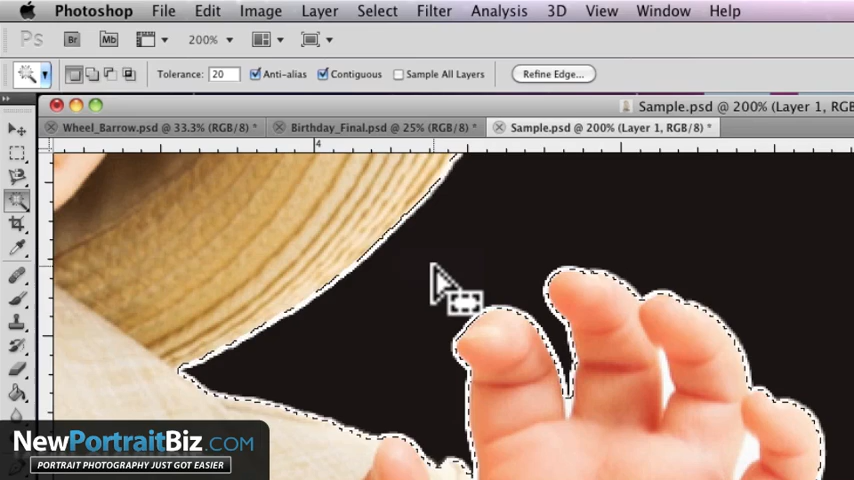 Photoshop File Edit Image Layer Select Filter Analysis 3D View Window Help
Ps Br Mb 200%
Tolerance: 20 Anti-alias Contiguous Sample All Layers Refine Edge...
Sample.psd @ 200% (Layer 1, RGB/8)
Wheel_Barrow.psd @ 33.3% (RGB/8) * Birthday_Final.psd @ 25% (RGB/8) * Sample.psd @ 200% (Layer 1, RGB/8) *
4
NewPortraitBiz.COM
PORTRAIT PHOTOGRAPHY JUST GOT EASIER